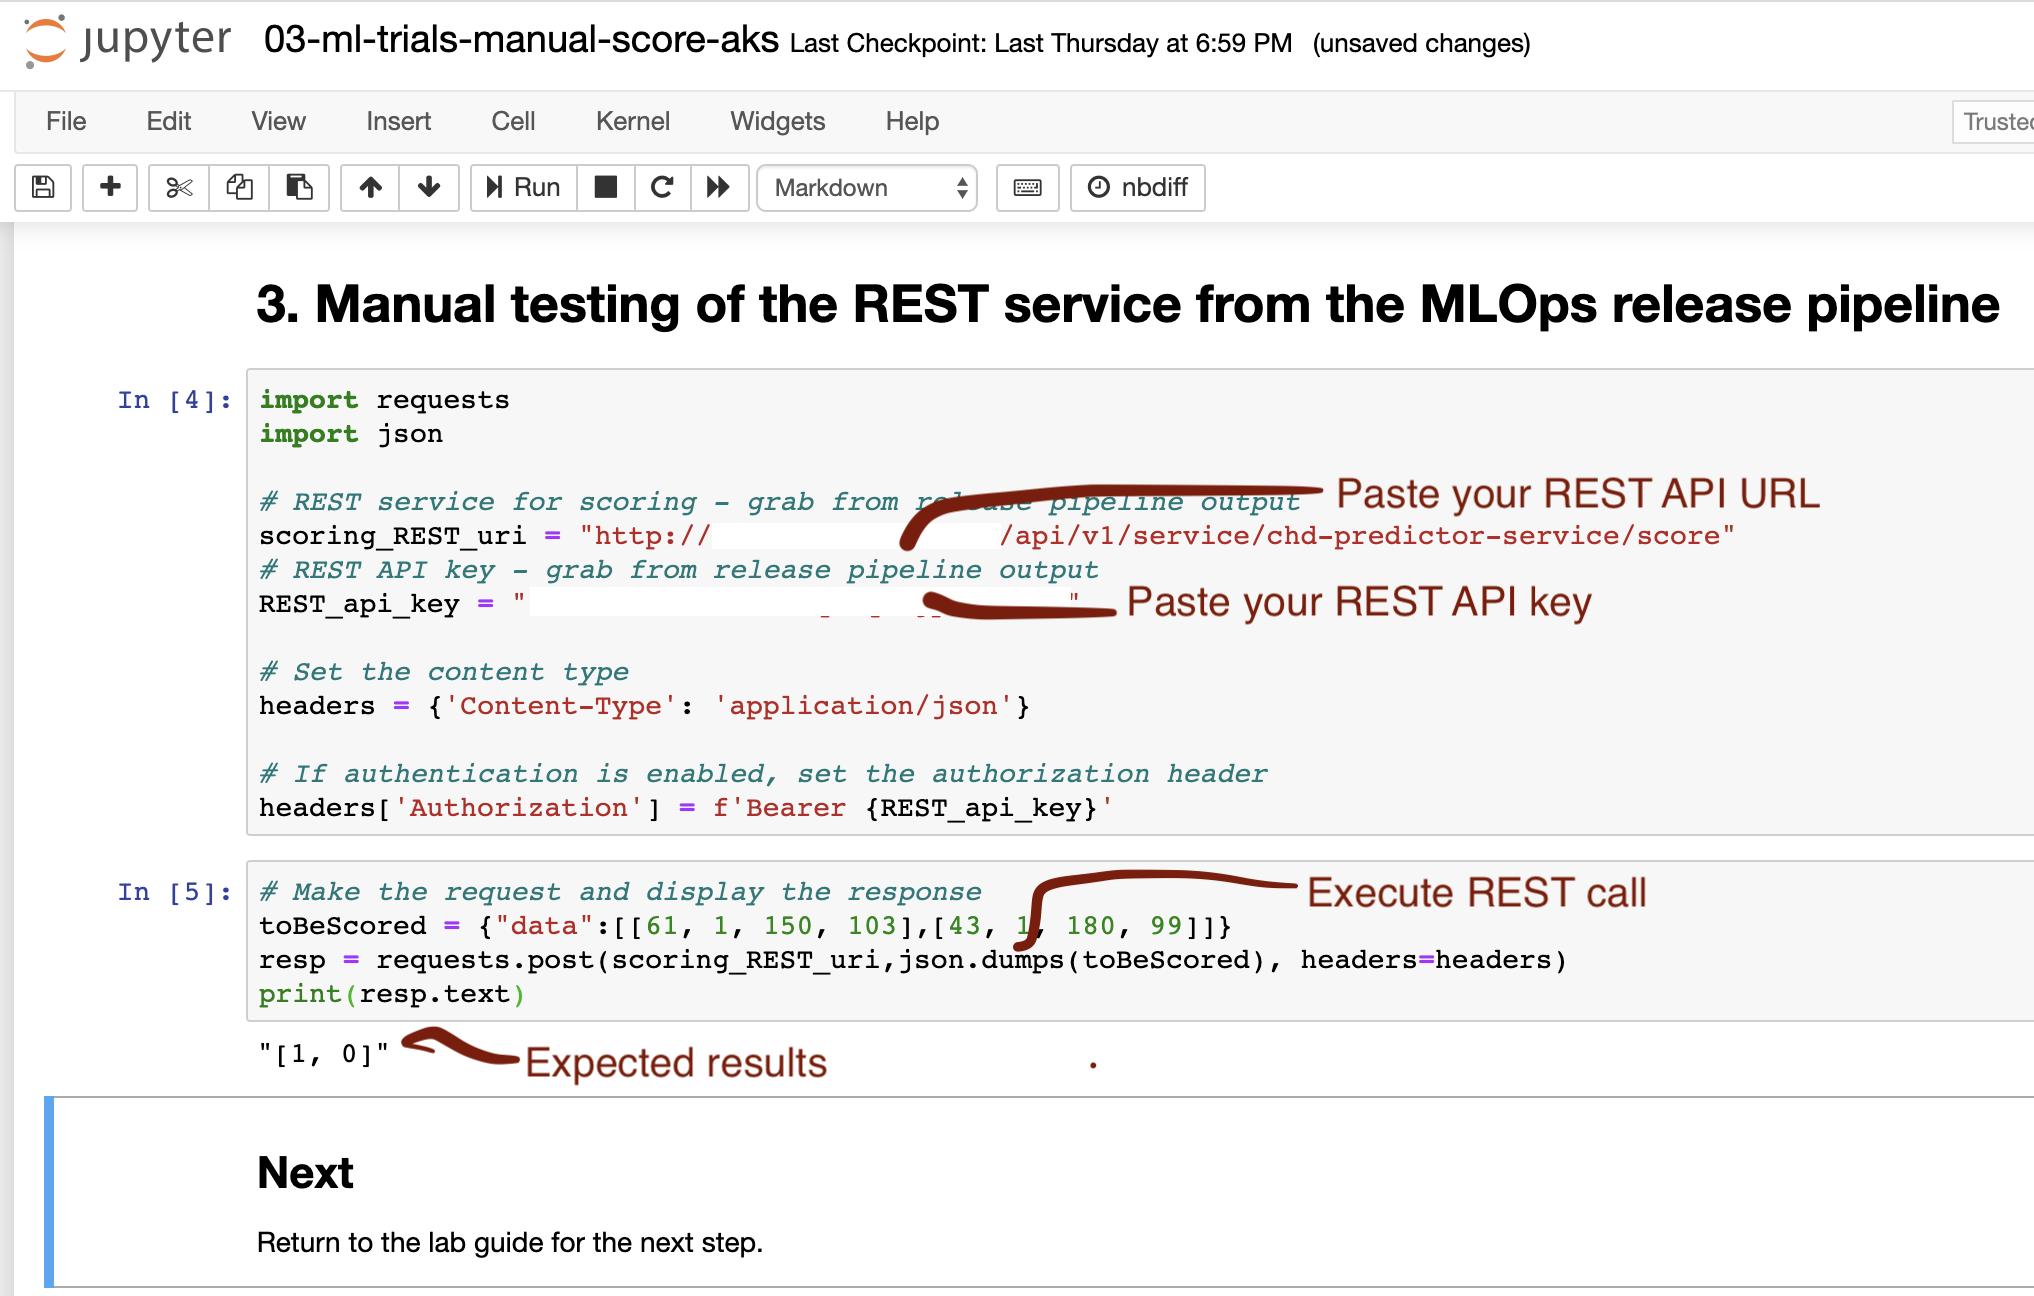 jupyter 03-ml-trials-manual-score-aks Last Checkpoint: Last Thursday at 6:59 PM (unsaved changes)
File Edit View Insert Cell Kernel Widgets Help
Run Markdown nbdiff
3. Manual testing of the REST service from the MLOps release pipeline
In [4]: import requests
import json
# REST service for scoring - grab from release pipeline output Paste your REST API URL
scoring_REST_uri = "http:// /api/v1/service/chd-predictor-service/score"
# REST API key - grab from release pipeline output
REST_api_key = " " Paste your REST API key
# Set the content type
headers = {'Content-Type': 'application/json'}
# If authentication is enabled, set the authorization header
headers['Authorization'] = f'Bearer {REST_api_key}'
In [5]: # Make the request and display the response Execute REST call
toBeScored = {"data":[[61, 1, 150, 103],[43, 1, 180, 99]]}
resp = requests.post(scoring_REST_uri,json.dumps(toBeScored), headers=headers)
print(resp.text)
"[1, 0]" Expected results
Next
Return to the lab guide for the next step.